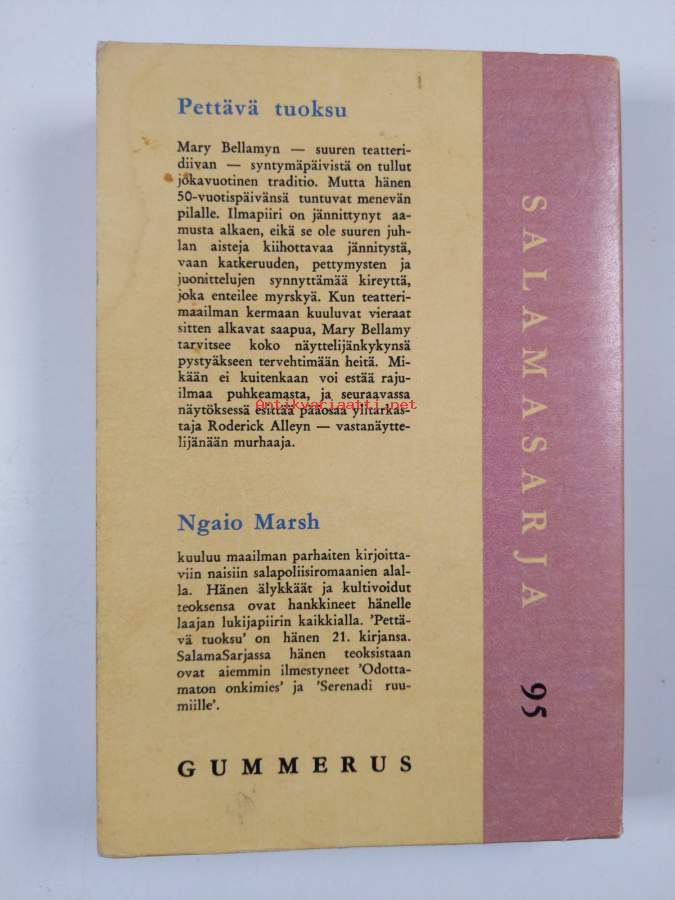 Pettävä tuoksu
Mary Bellamyn — suuren teatteri-
diivan — syntymäpäivistä on tullut
jokavuotinen traditio. Mutta hänen
50-vuotispäivänsä tuntuvat menevän
pilalle. Ilmapiiri on jännittynyt aa-
musta alkaen, eikä se ole suuren juh-
lan aisteja kiihottavaa jännitystä,
vaan katkeruuden, pettymysten ja
juonittelujen synnyttämää kireyttä,
joka enteilee myrskyä. Kun teatteri-
maailman kermaan kuuluvat vieraat
sitten alkavat saapua, Mary Bellamy
tarvitsee koko näyttelijänkykynsä
pystyäkseen tervehtimään heitä. Mi-
kään ei kuitenkaan voi estää raju-
ilmaa puhkeamasta, ja seuraavassa
näytöksessä esittää pääosaa ylitarkas-
taja Roderick Alleyn — vastanäytte-
lijänään murhaaja.
Antikvariaatti.net
Ngaio Marsh
kuuluu maailman parhaiten kirjoitta-
viin naisiin salapoliisiromaanien alal-
la. Hänen älykkäät ja kultivoidut
teoksensa ovat hankkineet hänelle
laajan lukijapiirin kaikkialla. 'Pettä-
vä tuoksu' on hänen 21. kirjansa.
SalamaSarjassa hänen teoksistaan
ovat aiemmin ilmestyneet 'Odotta-
maton onkimies' ja 'Serenadi ruu-
miille'.
GUMMERUS
SALAMASARJA 95